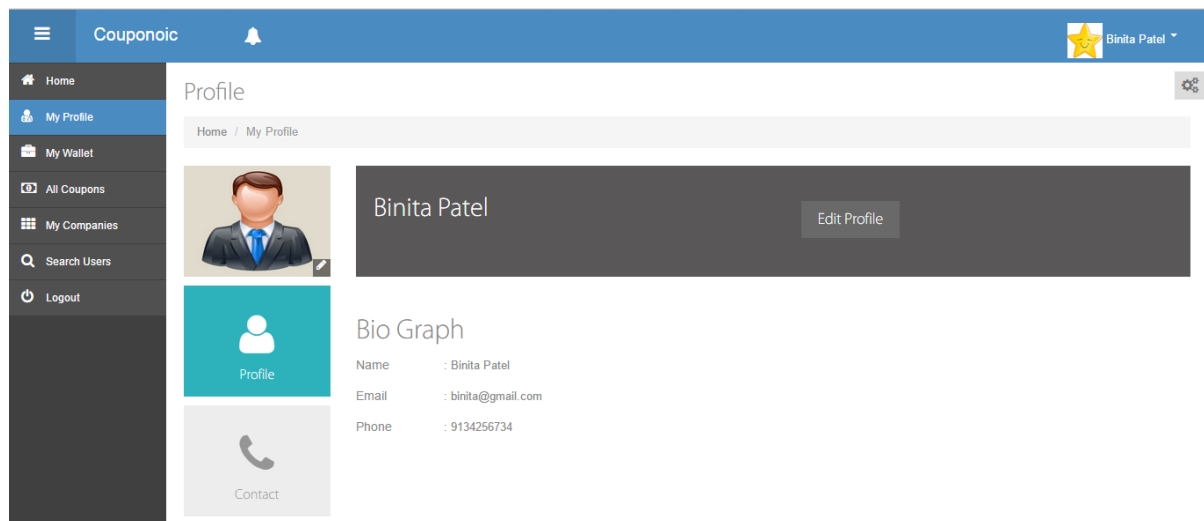 Couponoic
Binita Patel
Home
My Profile
My Wallet
All Coupons
My Companies
Search Users
Logout
Profile
Home / My Profile
Binita Patel
Edit Profile
Profile
Contact
Bio Graph
Name : Binita Patel
Email : binita@gmail.com
Phone : 9134256734